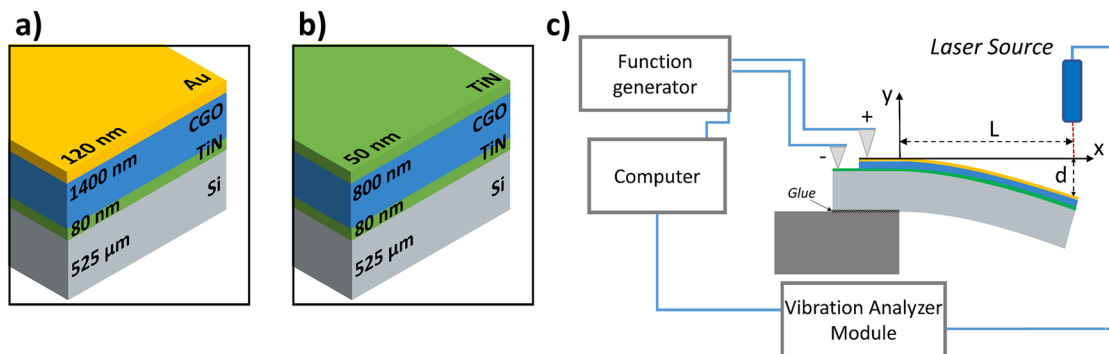 a)
Au
120 nm
CGO
1400 nm
TiN
80 nm
Si
525 µm
b)
TiN
50 nm
CGO
800 nm
TiN
80 nm
Si
525 µm
c)
Function
generator
Laser Source
Computer
y
+
-
L
x
d
Glue
Vibration Analyzer
Module